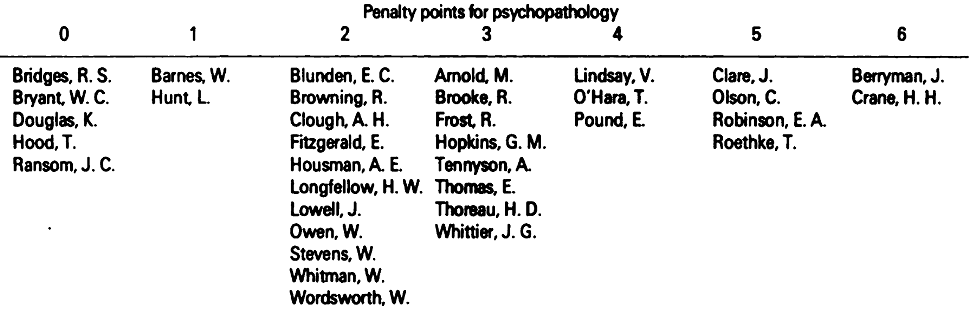 Penalty points for psychopathology
0 1 2 3 4 5 6
Bridges, R. S. Barnes, W. Blunden, E. C. Arnold, M. Lindsay, V. Clare, J. Berryman, J.
Bryant, W. C. Hunt, L. Browning, R. Brooke, R. O'Hara, T. Olson, C. Crane, H. H.
Douglas, K. Clough, A. H. Frost, R. Pound, E. Robinson, E. A.
Hood, T. Fitzgerald, E. Hopkins, G. M. Roethke, T.
Ransom, J. C. Housman, A. E. Tennyson, A.
Longfellow, H. W. Thomas, E.
Lowell, J. Thoreau, H. D.
Owen, W. Whittier, J. G.
Stevens, W.
Whitman, W.
Wordsworth, W.